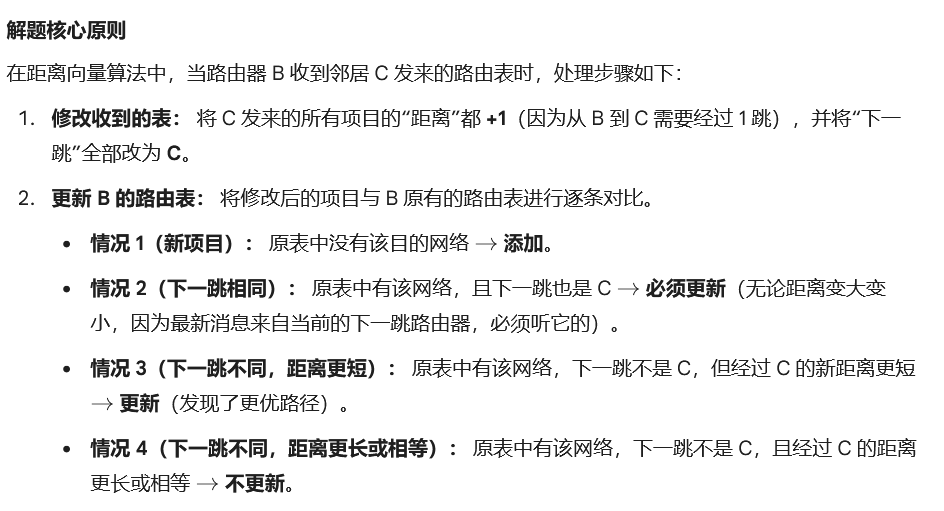 解题核心原则
在距离向量算法中，当路由器 B 收到邻居 C 发来的路由表时，处理步骤如下：
1. 修改收到的表： 将 C 发来的所有项目的“距离”都 +1（因为从 B 到 C 需要经过 1 跳），并将“下一
跳”全部改为 C。
2. 更新 B 的路由表： 将修改后的项目与 B 原有的路由表进行逐条对比。
• 情况 1（新项目）： 原表中没有该目的网络 → 添加。
• 情况 2（下一跳相同）： 原表中有该网络，且下一跳也是 C → 必须更新（无论距离变大变
小，因为最新消息来自当前的下一跳路由器，必须听它的）。
• 情况 3（下一跳不同，距离更短）： 原表中有该网络，下一跳不是 C，但经过 C 的新距离更短
→ 更新（发现了更优路径）。
• 情况 4（下一跳不同，距离更长或相等）： 原表中有该网络，下一跳不是 C，且经过 C 的距离
更长或相等 → 不更新。